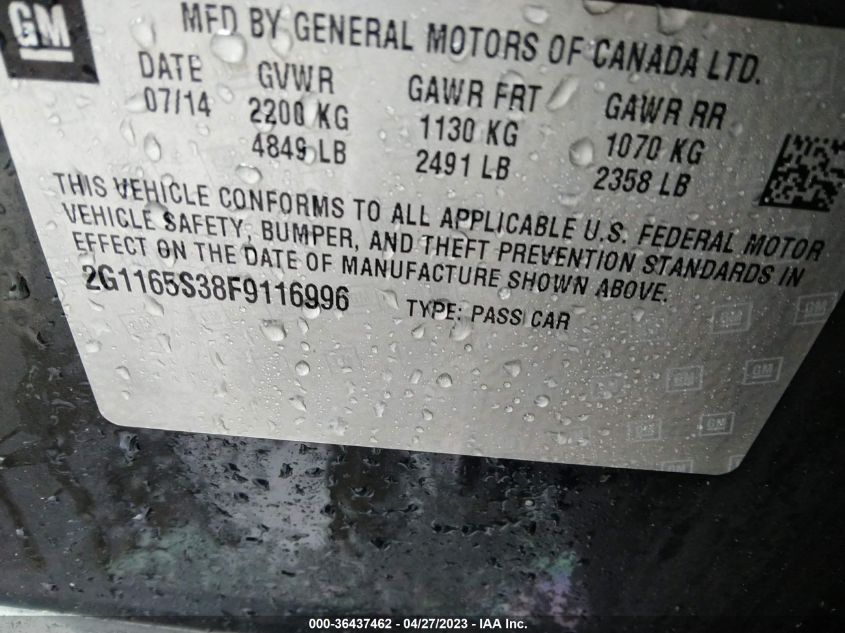 GM
MFD BY GENERAL MOTORS OF CANADA LTD.
DATE GVWR GAWR FRT GAWR RR
07/14 2200 KG 1130 KG 1070 KG
4849 LB 2491 LB 2358 LB
THIS VEHICLE CONFORMS TO ALL APPLICABLE U.S. FEDERAL MOTOR
VEHICLE SAFETY, BUMPER, AND THEFT PREVENTION STANDARDS IN
EFFECT ON THE DATE OF MANUFACTURE SHOWN ABOVE.
2G1165S38F9116996 TYPE: PASS CAR
000-36437462 - 04/27/2023 - IAA Inc.